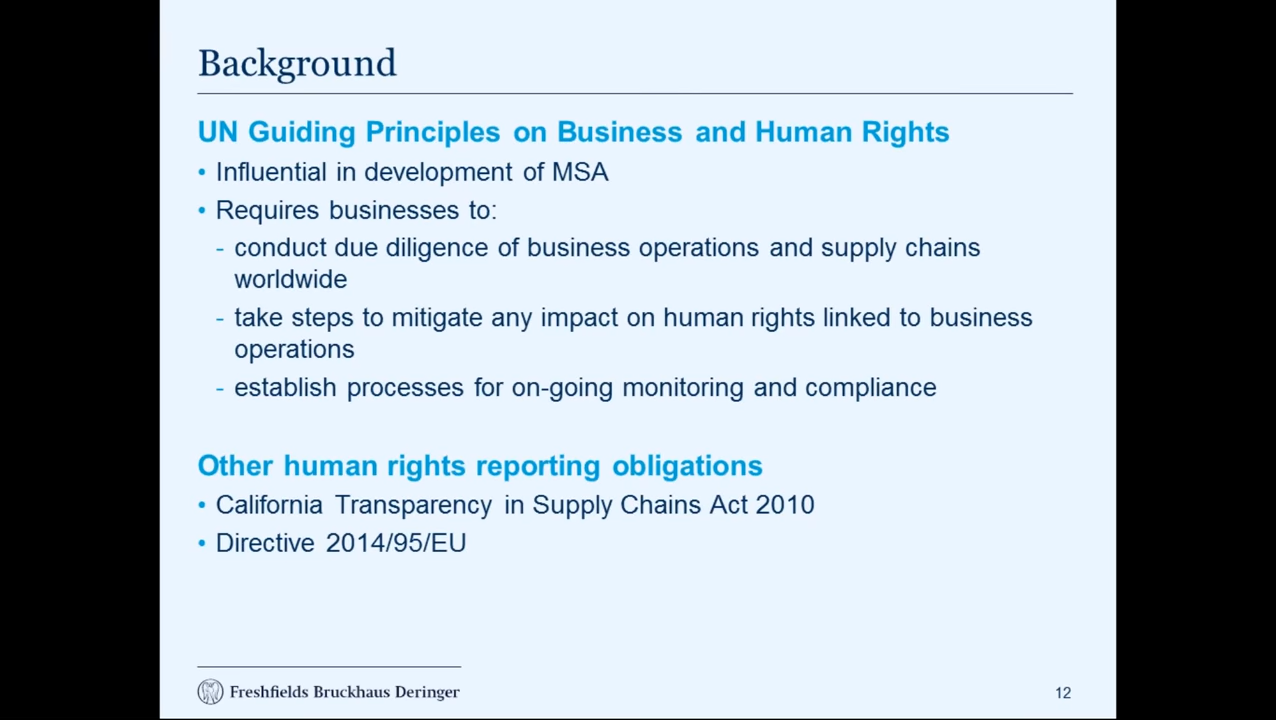 Background
UN Guiding Principles on Business and Human Rights
• Influential in development of MSA
• Requires businesses to:
- conduct due diligence of business operations and supply chains
worldwide
- take steps to mitigate any impact on human rights linked to business
operations
- establish processes for on-going monitoring and compliance
Other human rights reporting obligations
• California Transparency in Supply Chains Act 2010
• Directive 2014/95/EU
Freshfields Bruckhaus Deringer
12